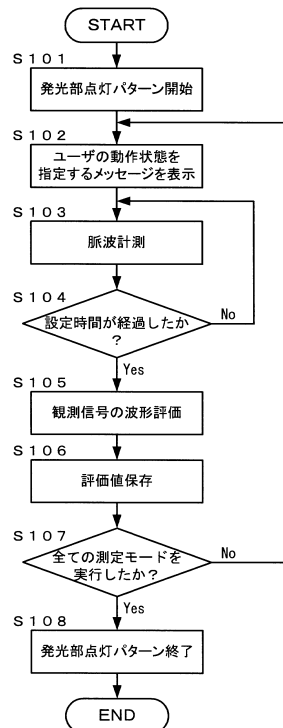 START
S101
発光部点灯パターン開始
S102
ユーザの動作状態を
指定するメッセージを表示
S103
脈波計測
S104
設定時間が経過したか
?
No
Yes
S105
観測信号の波形評価
S106
評価値保存
S107
全ての測定モードを
実行したか?
No
Yes
S108
発光部点灯パターン終了
END